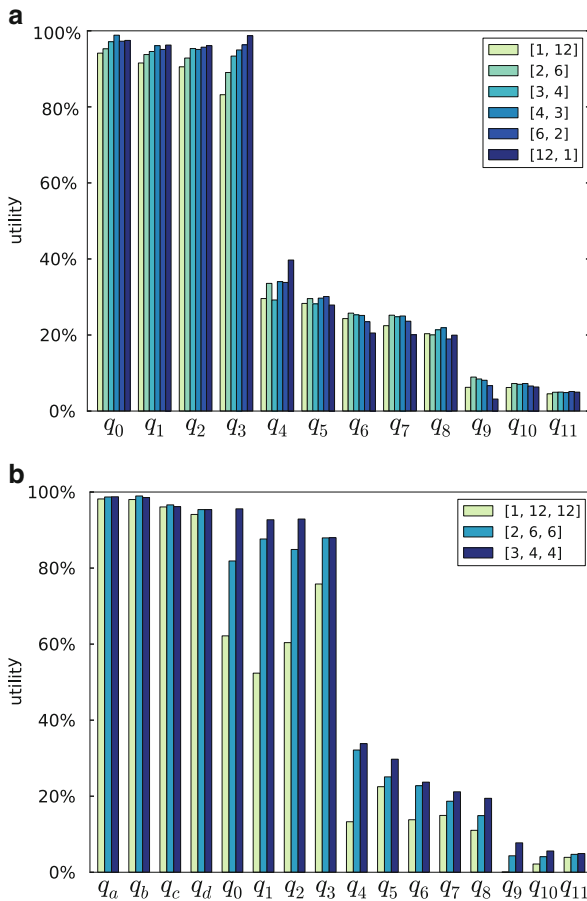 a
100%
80%
60%
40%
20%
0%
utility
[1, 12]
[2, 6]
[3, 4]
[4, 3]
[6, 2]
[12, 1]
q0 q1 q2 q3 q4 q5 q6 q7 q8 q9 q10 q11
b
100%
80%
60%
40%
20%
0%
utility
[1, 12, 12]
[2, 6, 6]
[3, 4, 4]
qa qb qc qd q0 q1 q2 q3 q4 q5 q6 q7 q8 q9 q10 q11